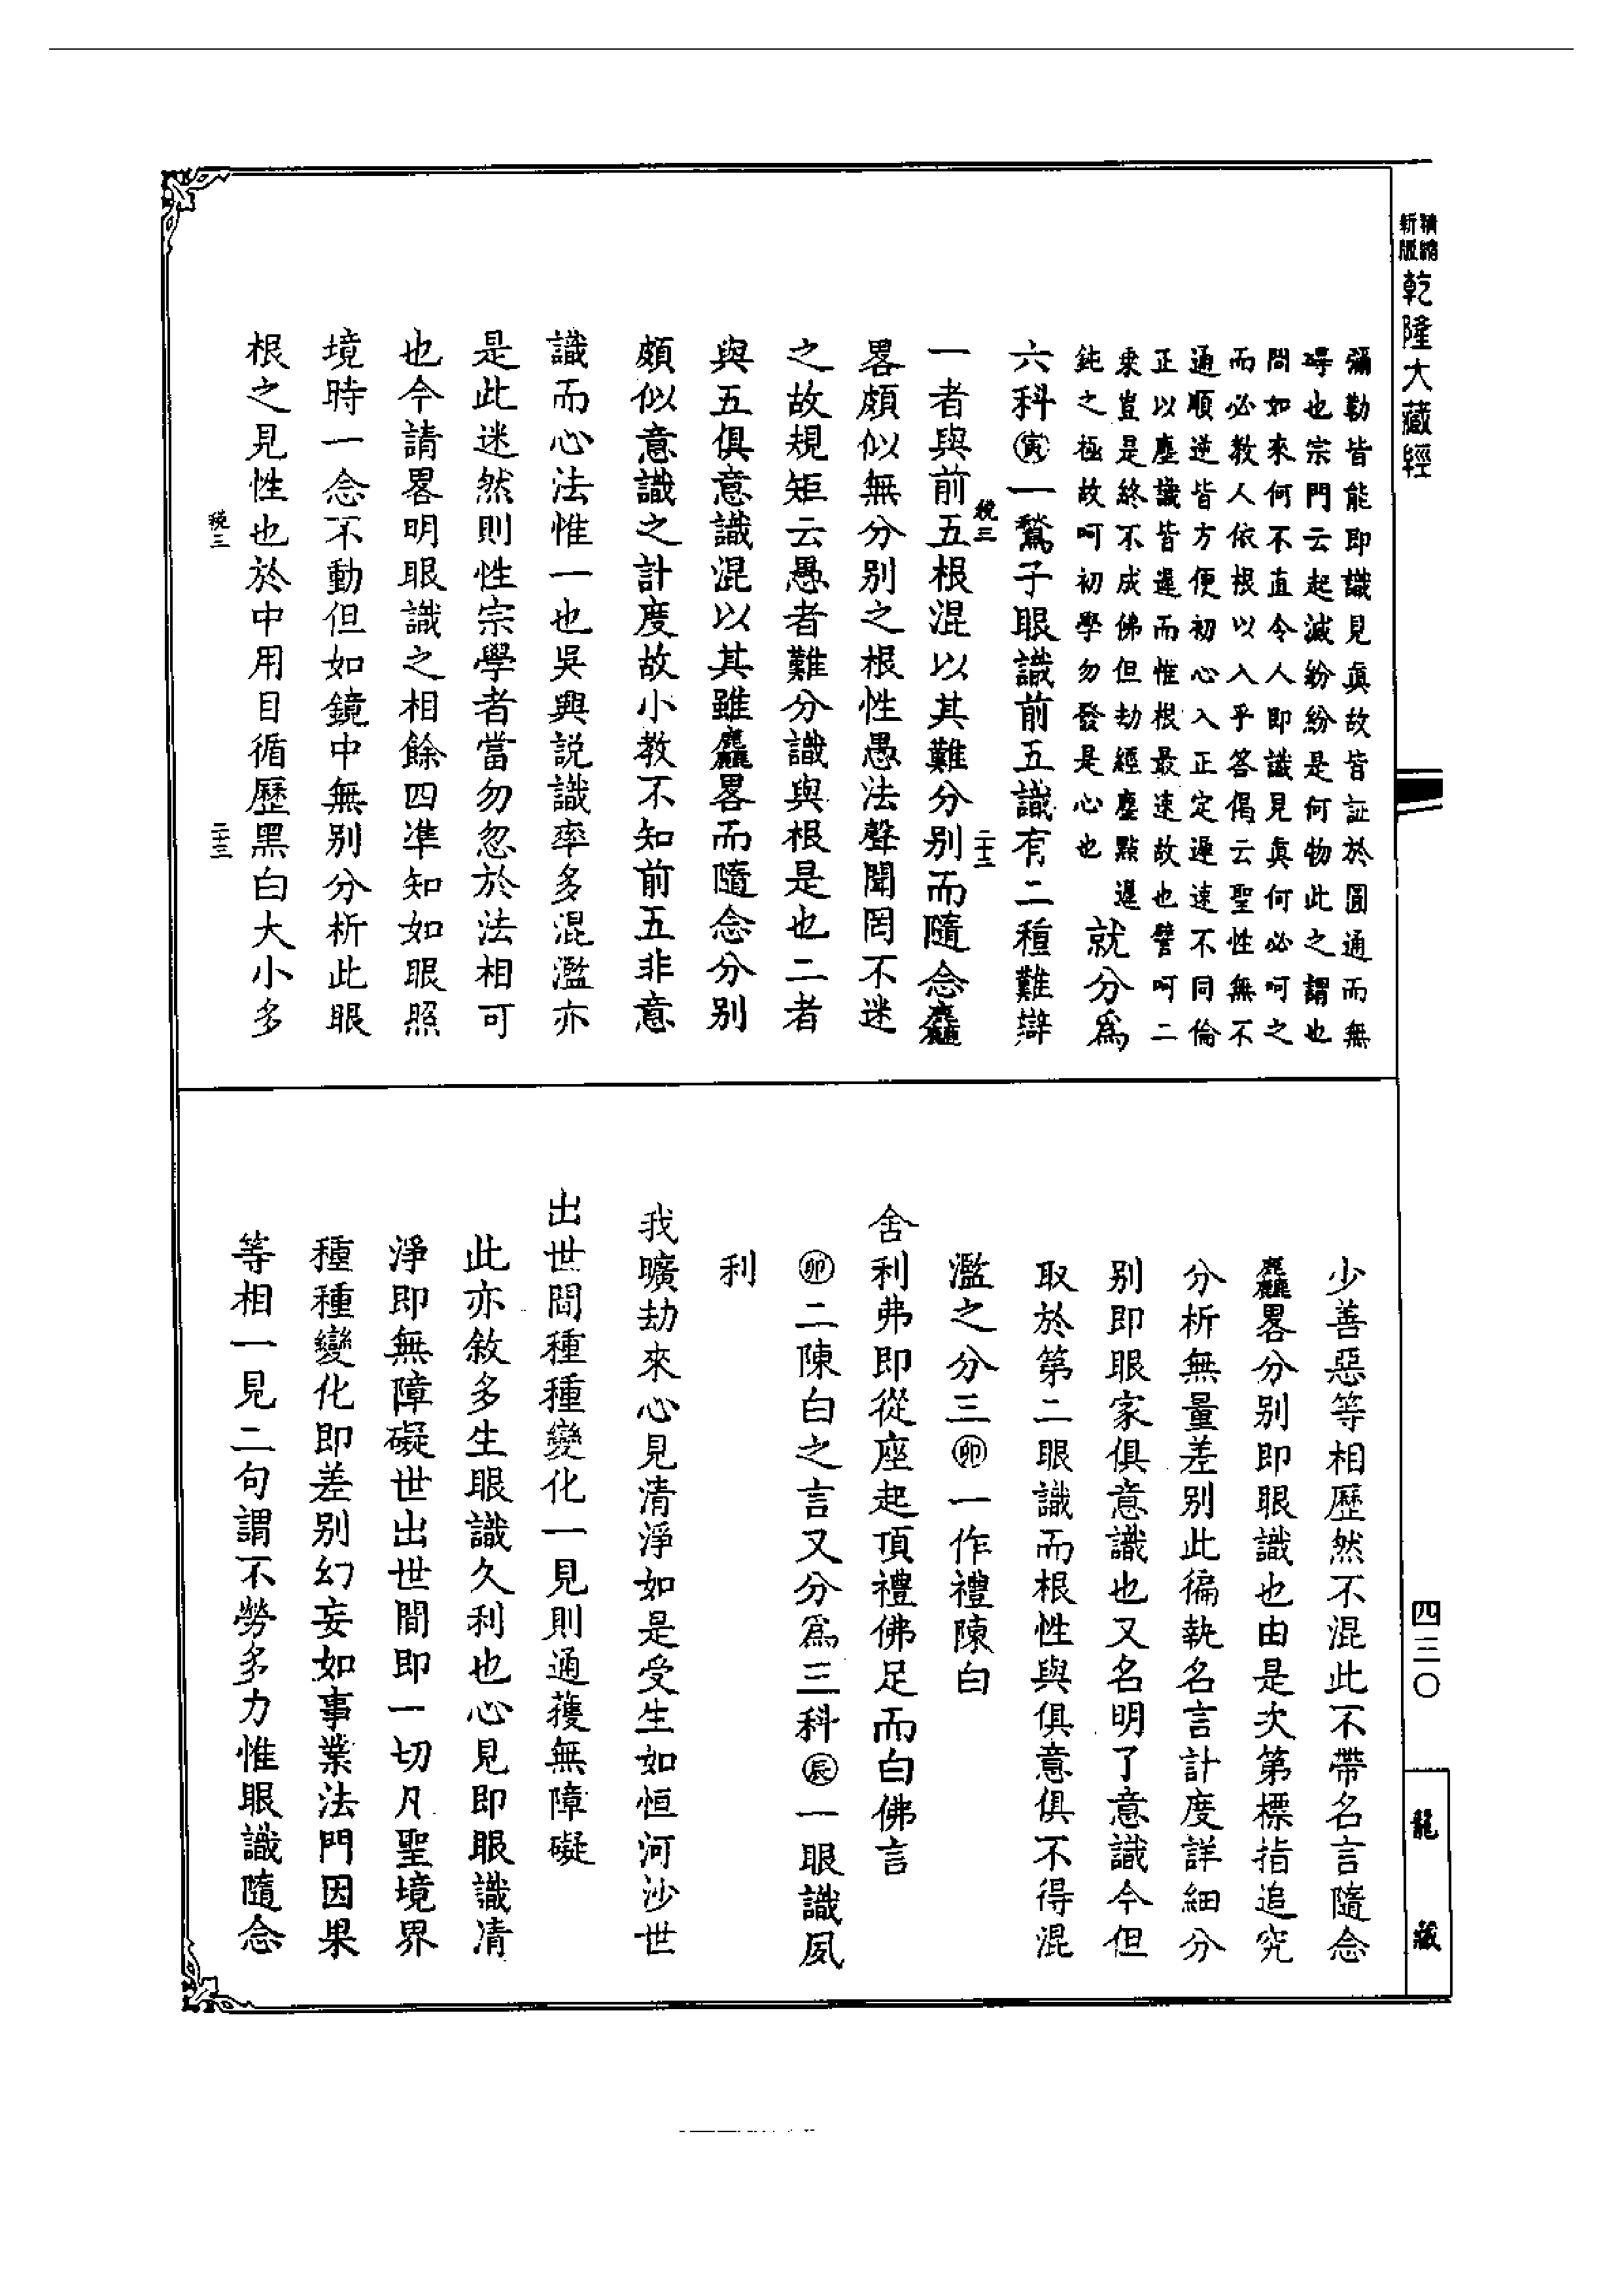 精縮新版乾隆大藏經
彌勒皆能即識見真故皆証於圓通而無
碍也宗門云起滅紛紛是何物此之謂也
問如來何不直令人即識見真何必呵之
而必教人依根以入乎答偈云聖性無不
通順逆皆方便初心入正定遲速不同倫
正以塵識皆遲而惟根最速故也譬呵二
乘豈是終不成佛但劫經塵點遲
鈍之極故呵初學勿發是心也
就分爲
六科㊞一鶖子眼識前五識有二種難辯
税三
二十三
一者與前五根混以其難分別而隨念麤
畧頗似無分別之根性愚法聲聞罔不迷
之故規矩云愚者難分識與根是也二者
與五俱意識混以其雖麤畧而隨念分別
頗似意識之計度故小教不知前五非意
識而心法惟一也吳興説識率多混濫亦
是此迷然則性宗學者當勿忽於法相可
也今請畧明眼識之相餘四準知如眼照
境時一念不動但如鏡中無別分析此眼
根之見性也於中用目循歷黑白大小多
税三
二十三
少善惡等相歷然不混此不帶名言隨念
麤畧分別即眼識也由是次第標指追究
分析無量差別此徧執名言計度詳細分
別即眼家俱意識也又名明了意識今但
取於第二眼識而根性與俱意俱不得混
濫之分三卯一作禮陳白
舍利弗即從座起頂禮佛足而白佛言
卯二陳白之言又分爲三科辰一眼識夙
利
我曠劫來心見清淨如是受生如恒河沙世
出世間種種變化一見則通獲無障礙
此亦敘多生眼識久利也心見即眼識清
淨即無障礙世出世間即一切凡聖境界
種種變化即差別幻妄如事業法門因果
等相一見二句謂不勞多力惟眼識隨念
四三〇
龍藏